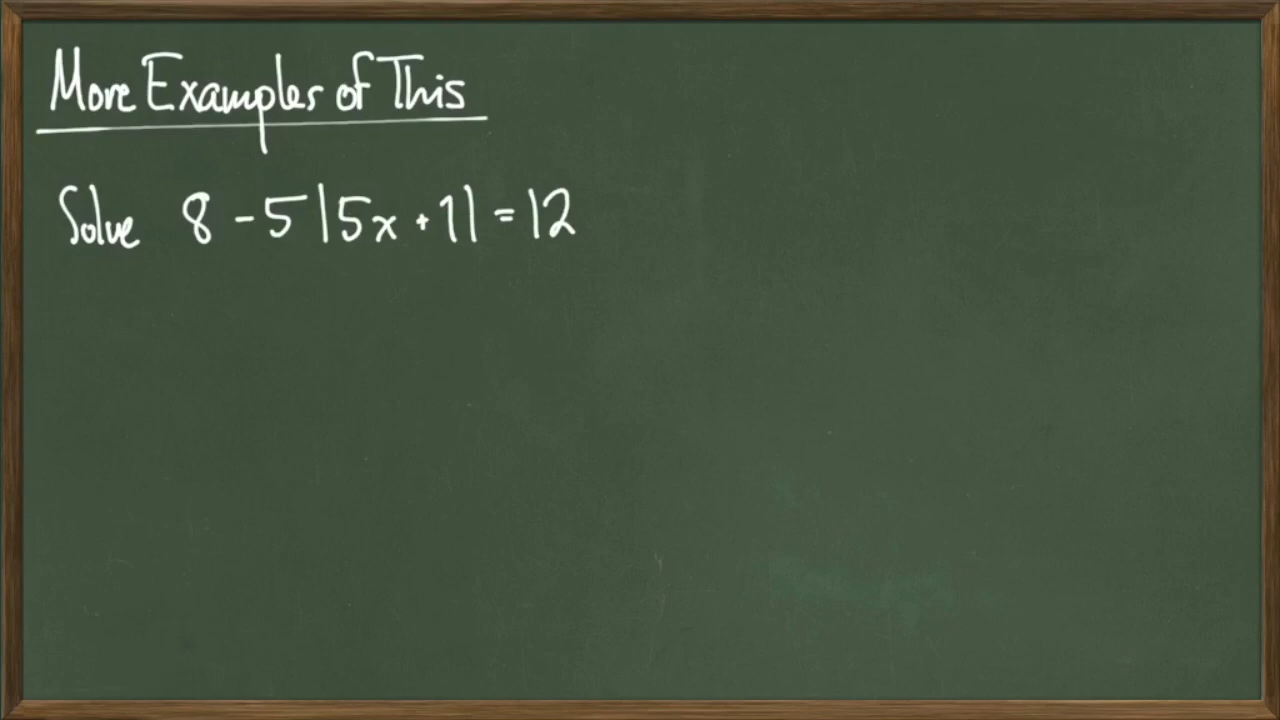 More Examples of This
Solve 8 - 5|5x + 1| = 12